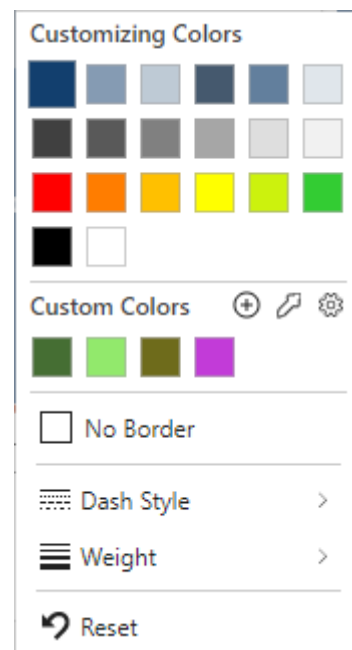 Customizing Colors
Custom Colors
No Border
Dash Style
Weight
Reset